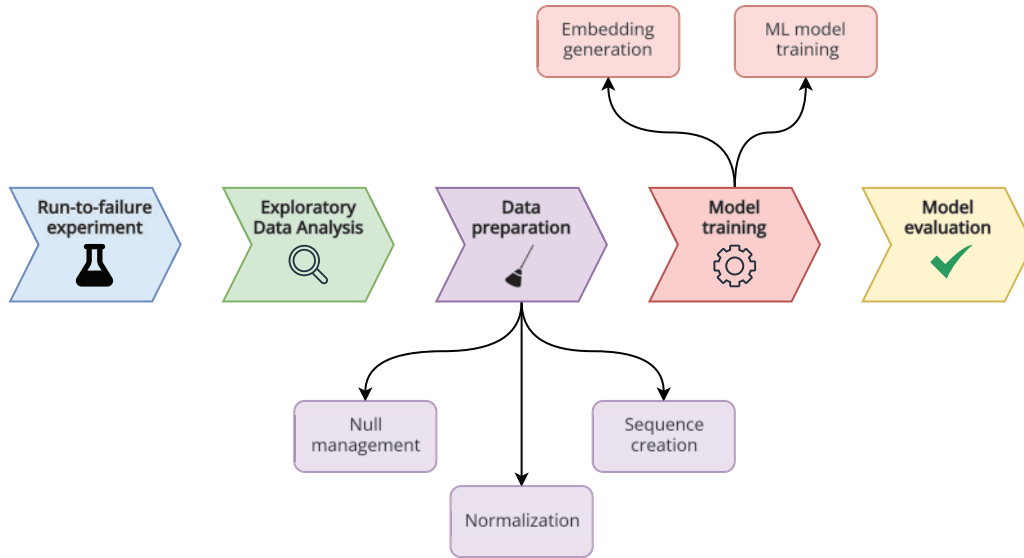 Embedding
generation
ML model
training
Run-to-failure
experiment
Exploratory
Data Analysis
Data
preparation
Model
training
Model
evaluation
Null
management
Sequence
creation
Normalization